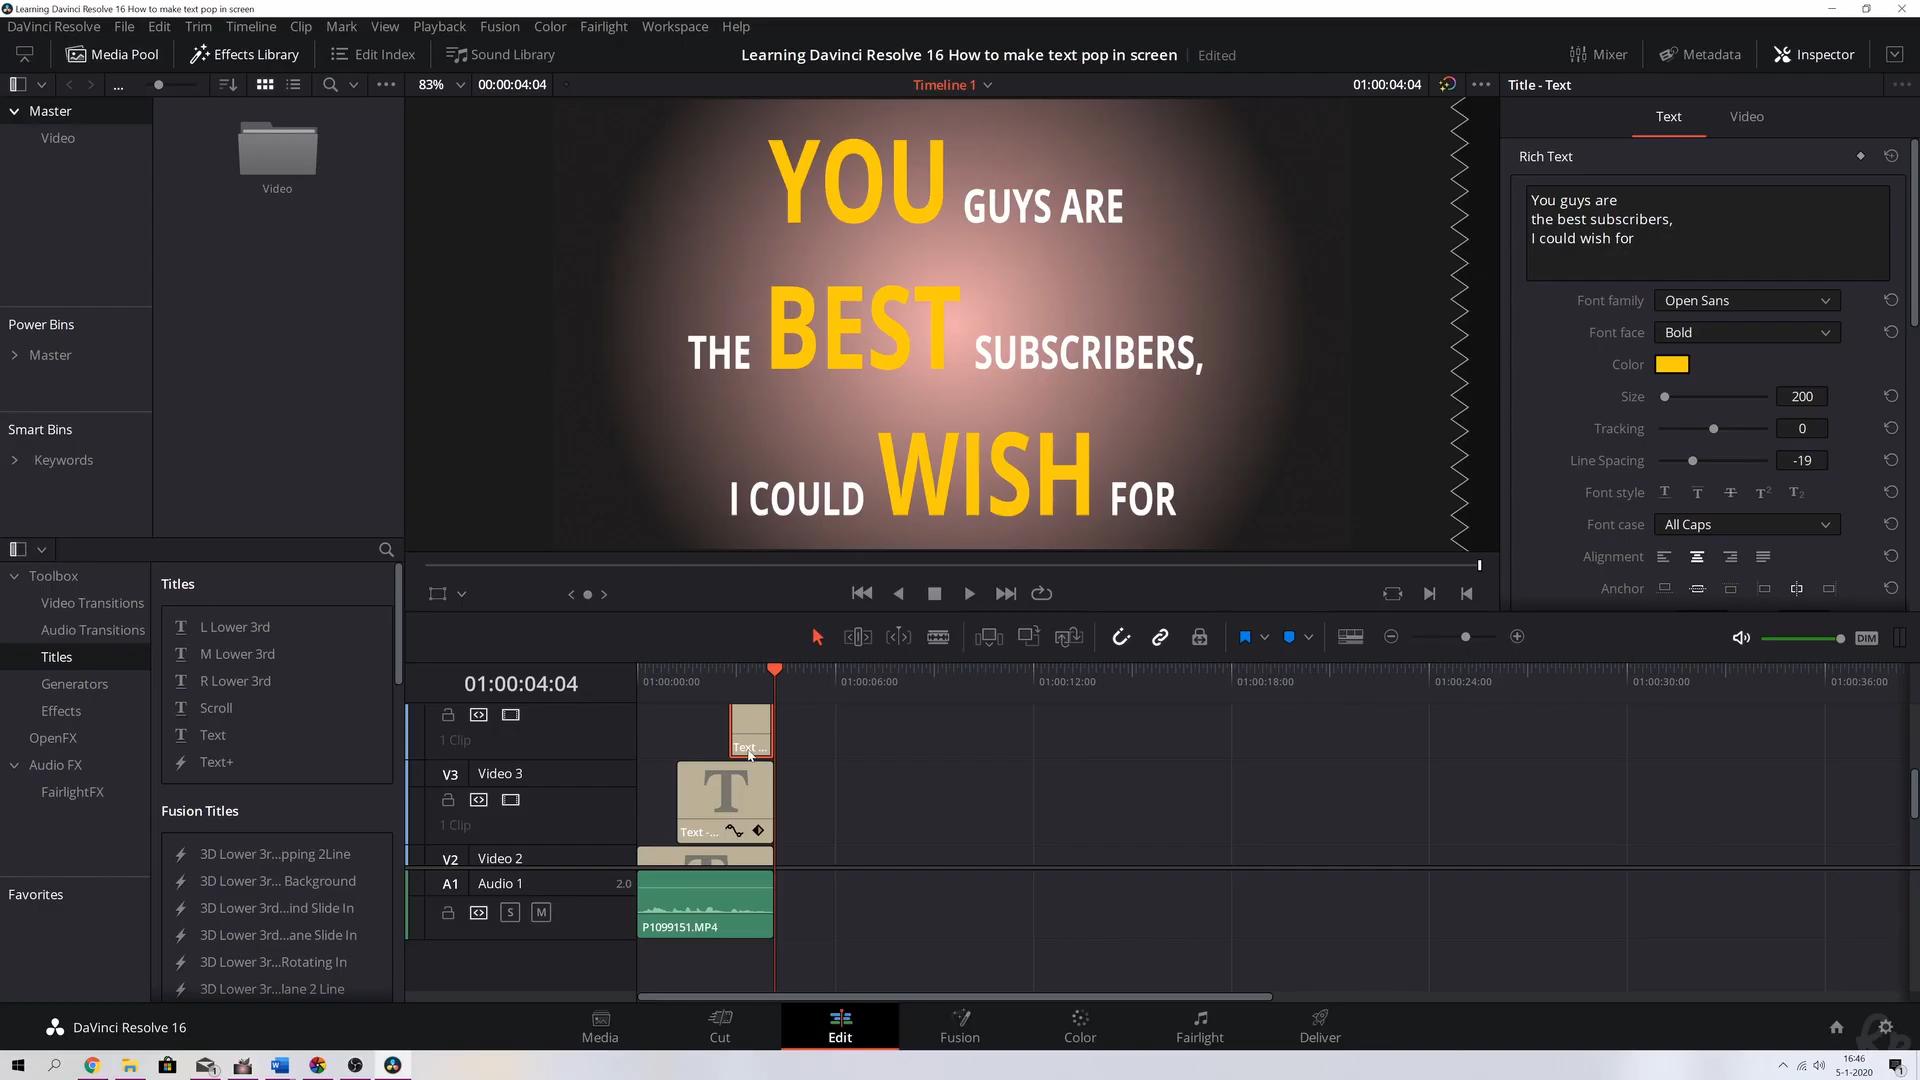 Learning Davinci Resolve 16 How to make text pop in screen
DaVinci Resolve File Edit Trim Timeline Clip Mark View Playback Fusion Color Fairlight Workspace Help
Media Pool Effects Library Edit Index Sound Library Learning Davinci Resolve 16 How to make text pop in screen Edited Mixer Metadata Inspector
... 83% 00:00:04:04 Timeline 1 01:00:04:04 Title - Text
Master
Video
Video
Power Bins
Master
Smart Bins
Keywords
YOU GUYS ARE
THE BEST SUBSCRIBERS,
I COULD WISH FOR
Text Video
Rich Text
You guys are
the best subscribers,
I could wish for
Font family Open Sans
Font face Bold
Color
Size 200
Tracking 0
Line Spacing -19
Font style T T T T² T₂
Font case All Caps
Alignment
Anchor
Toolbox
Video Transitions
Audio Transitions
Titles
Generators
Effects
OpenFX
Audio FX
FairlightFX
Favorites
Titles
L Lower 3rd
M Lower 3rd
R Lower 3rd
Scroll
Text
Text+
Fusion Titles
3D Lower 3r...pping 2Line
3D Lower 3r... Background
3D Lower 3rd...ind Slide In
3D Lower 3rd...ane Slide In
3D Lower 3r...Rotating In
3D Lower 3r...lane 2 Line
DIM
01:00:04:04
01:00:00:00 01:00:06:00 01:00:12:00 01:00:18:00 01:00:24:00 01:00:30:00 01:00:36:00
1 Clip
Text ...
V3 Video 3
1 Clip
T
Text -...
V2 Video 2
A1 Audio 1 2.0
S M
P1099151.MP4
DaVinci Resolve 16
Media Cut Edit Fusion Color Fairlight Deliver
16:46
5-1-2020